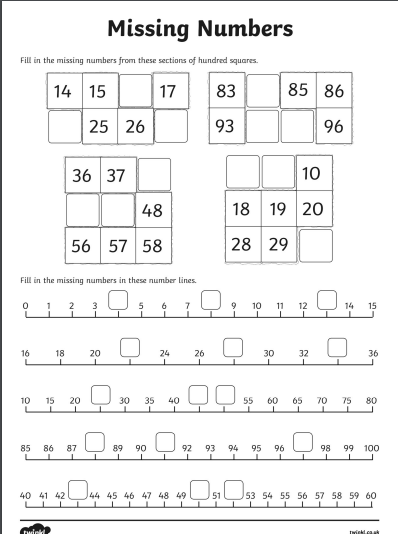 Missing Numbers
Fill in the missing numbers from these sections of hundred squares.
14 15 17
25 26
83 85 86
93 96
36 37
48
56 57 58
10
18 19 20
28 29
Fill in the missing numbers in these number lines.
0 1 2 3 5 6 7 9 10 11 12 14 15
16 18 20 24 26 30 32 36
10 15 20 30 35 40 55 60 65 70 75 80
85 86 87 89 90 92 93 94 95 96 98 99 100
40 41 42 44 45 46 47 48 49 51 53 54 55 56 57 58 59 60
twinkl twinkl.co.uk